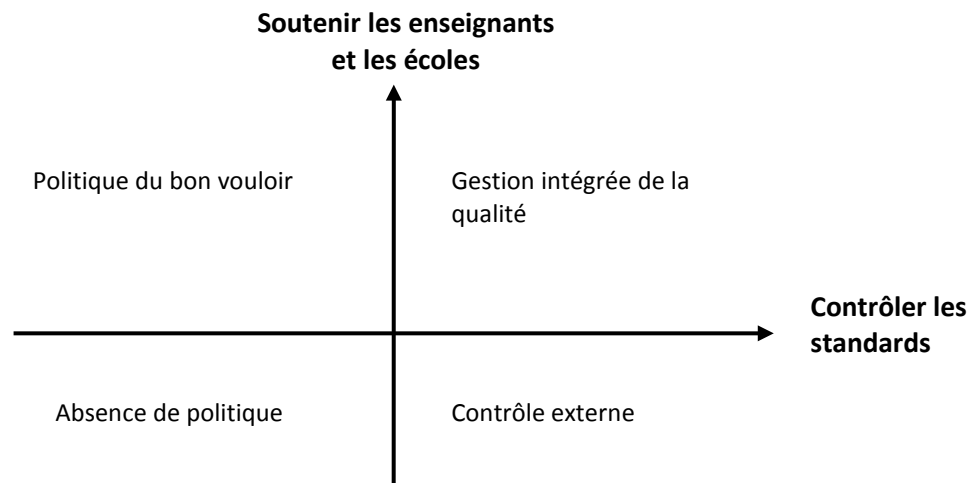 Soutenir les enseignants
et les écoles
Politique du bon vouloir
Gestion intégrée de la
qualité
Contrôler les
standards
Absence de politique
Contrôle externe